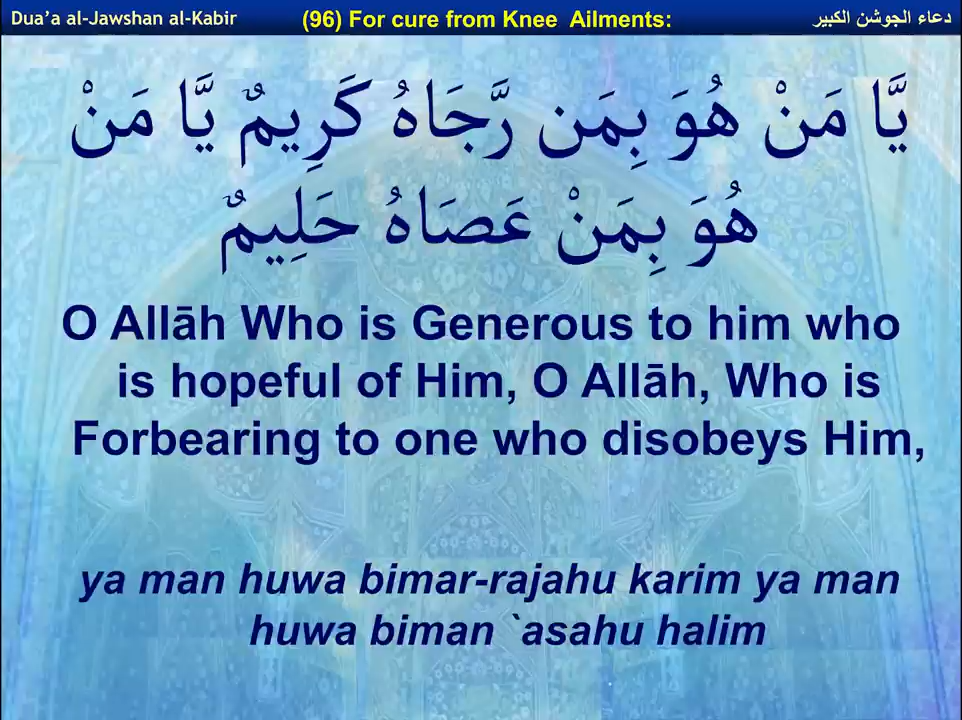 Dua’a al-Jawshan al-Kabir (96) For cure from Knee Ailments: دعاء الجوشن الكبير
يَّا مَنْ هُوَ بِمَن رَّجَاهُ كَرِيمٌ يَّا مَنْ
هُوَ بِمَنْ عَصَاهُ حَلِيمٌ
O Allāh Who is Generous to him who
is hopeful of Him, O Allāh, Who is
Forbearing to one who disobeys Him,
ya man huwa bimar-rajahu karim ya man
huwa biman `asahu halim